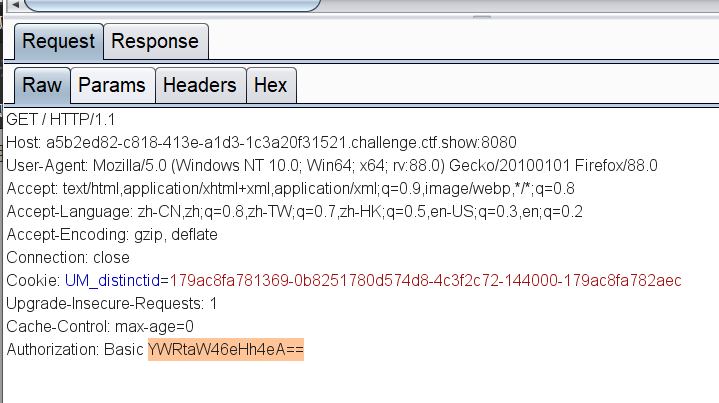 Request Response
Raw Params Headers Hex
GET / HTTP/1.1
Host: a5b2ed82-c818-413e-a1d3-1c3a20f31521.challenge.ctf.show:8080
User-Agent: Mozilla/5.0 (Windows NT 10.0; Win64; x64; rv:88.0) Gecko/20100101 Firefox/88.0
Accept: text/html,application/xhtml+xml,application/xml;q=0.9,image/webp,*/*;q=0.8
Accept-Language: zh-CN,zh;q=0.8,zh-TW;q=0.7,zh-HK;q=0.5,en-US;q=0.3,en;q=0.2
Accept-Encoding: gzip, deflate
Connection: close
Cookie: UM_distinctid=179ac8fa781369-0b8251780d574d8-4c3f2c72-144000-179ac8fa782aec
Upgrade-Insecure-Requests: 1
Cache-Control: max-age=0
Authorization: Basic YWRtaW46eHh4eA==